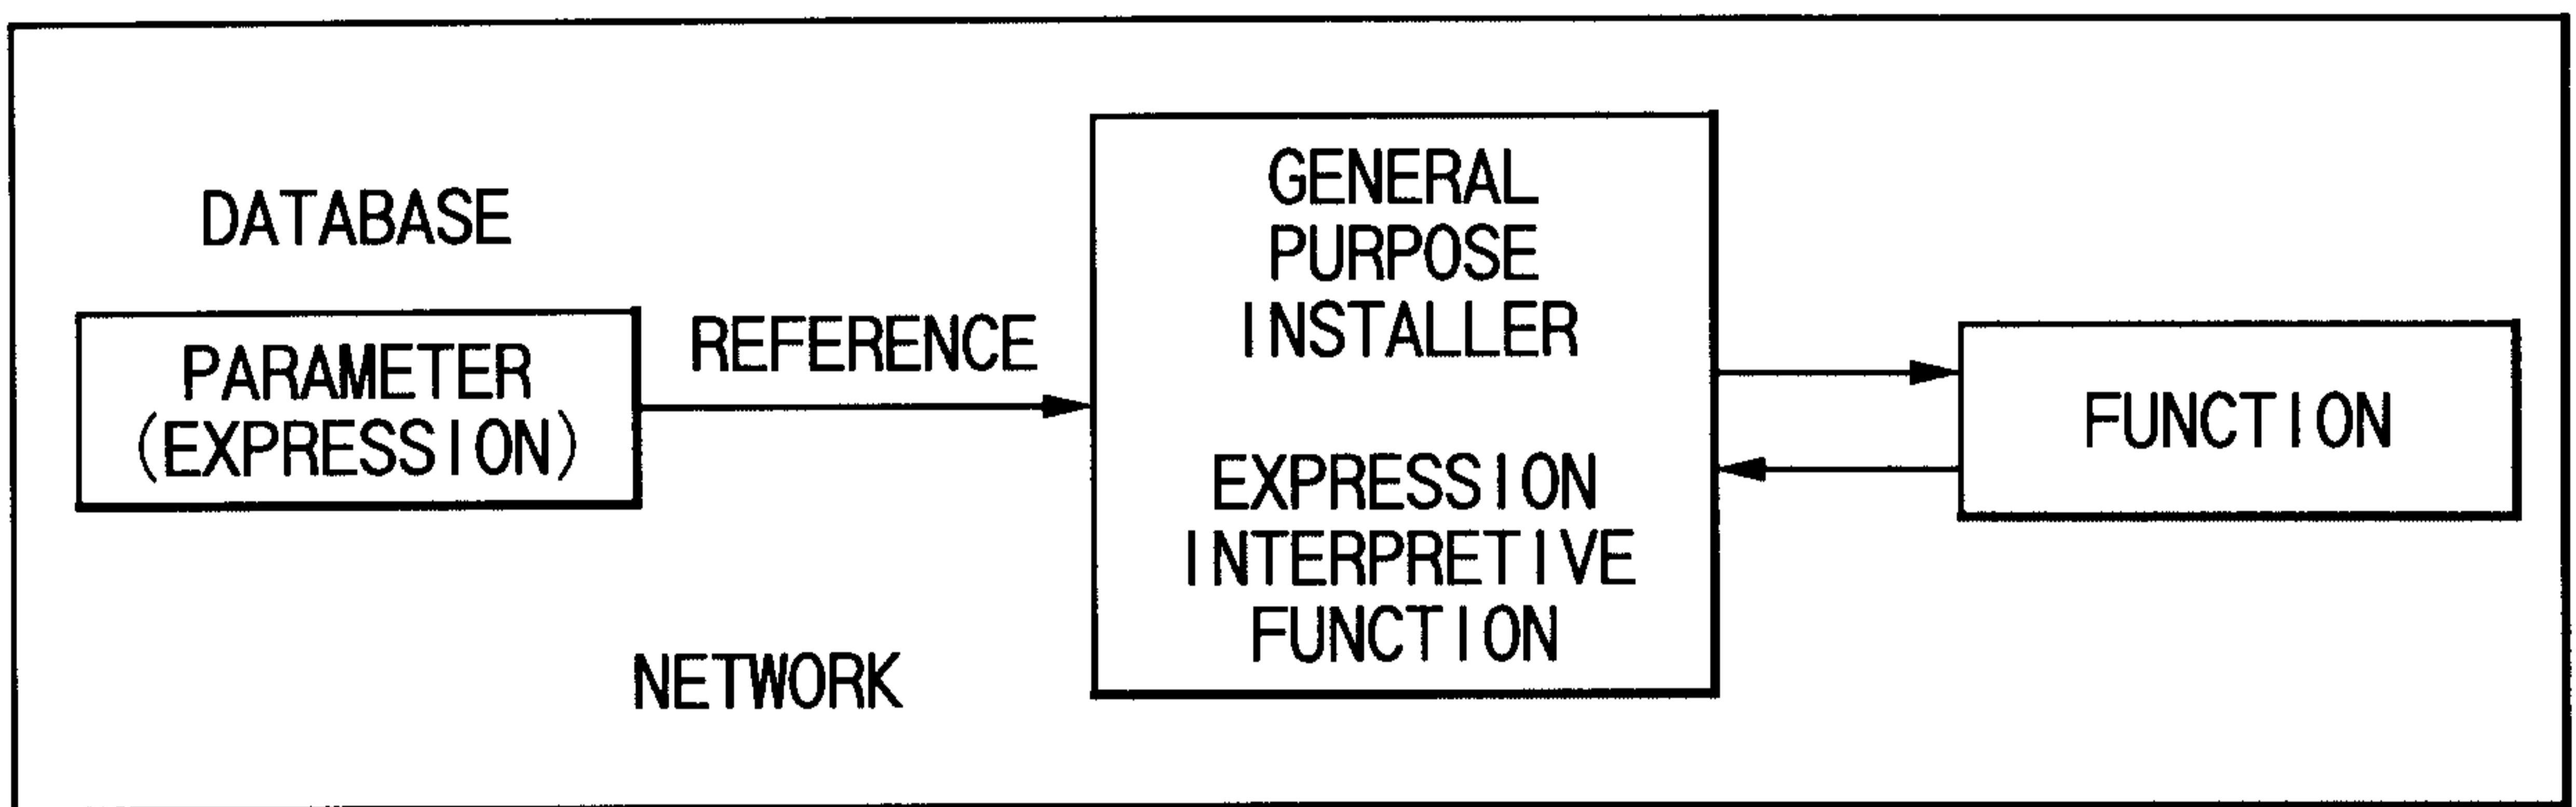 DATABASE
PARAMETER
(EXPRESSION)
REFERENCE
GENERAL
PURPOSE
INSTALLER
EXPRESSION
INTERPRETIVE
FUNCTION
FUNCTION
NETWORK